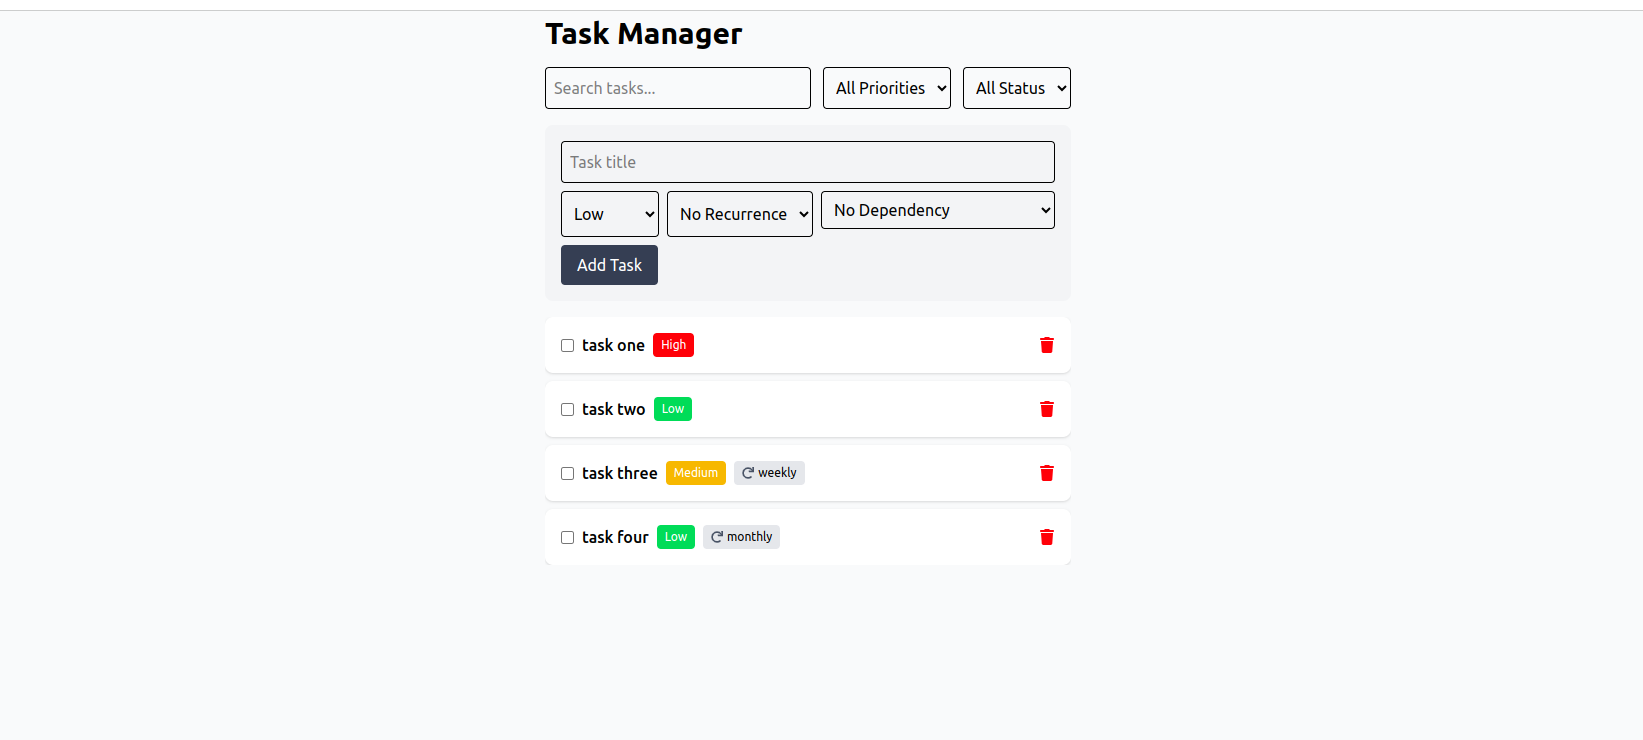 Task Manager
Search tasks... All Priorities All Status
Task title
Low No Recurrence No Dependency
Add Task
task one High
task two Low
task three Medium weekly
task four Low monthly